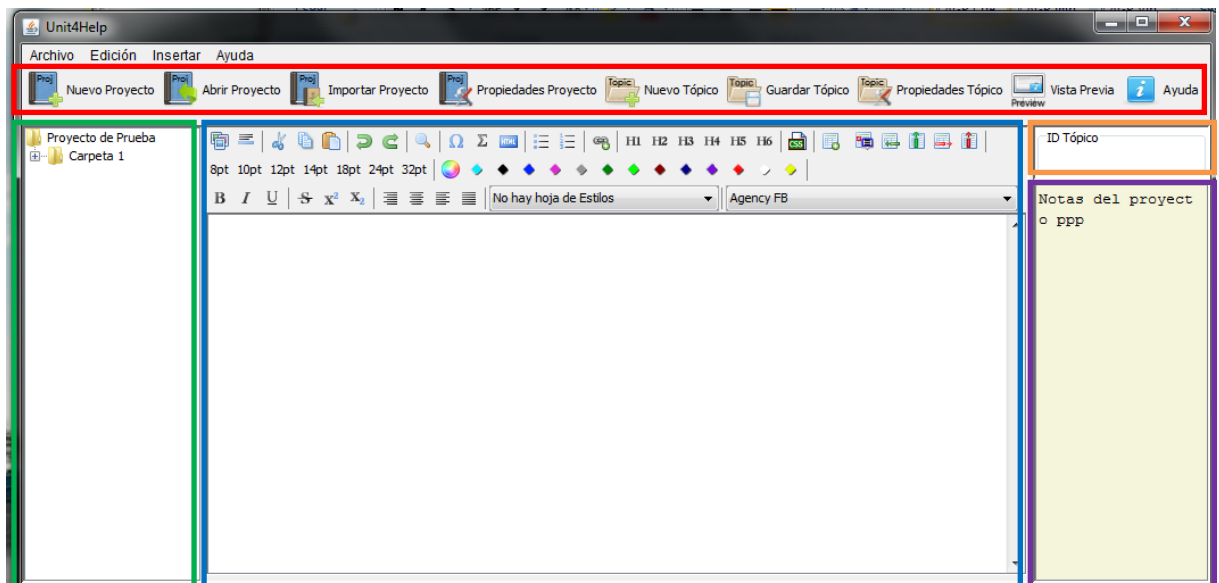 Unit4Help
Archivo Edición Insertar Ayuda
Proj Nuevo Proyecto Proj Abrir Proyecto Proj Importar Proyecto Proj Propiedades Proyecto Topic Nuevo Tópico Topic Guardar Tópico Topic Propiedades Tópico Preview Vista Previa i Ayuda
Proyecto de Prueba
Carpeta 1
Ω Σ HTML H1 H2 H3 H4 H5 H6 CSS
8pt 10pt 12pt 14pt 18pt 24pt 32pt
B I U S x² X₂ No hay hoja de Estilos Agency FB
ID Tópico
Notas del proyect
o ppp